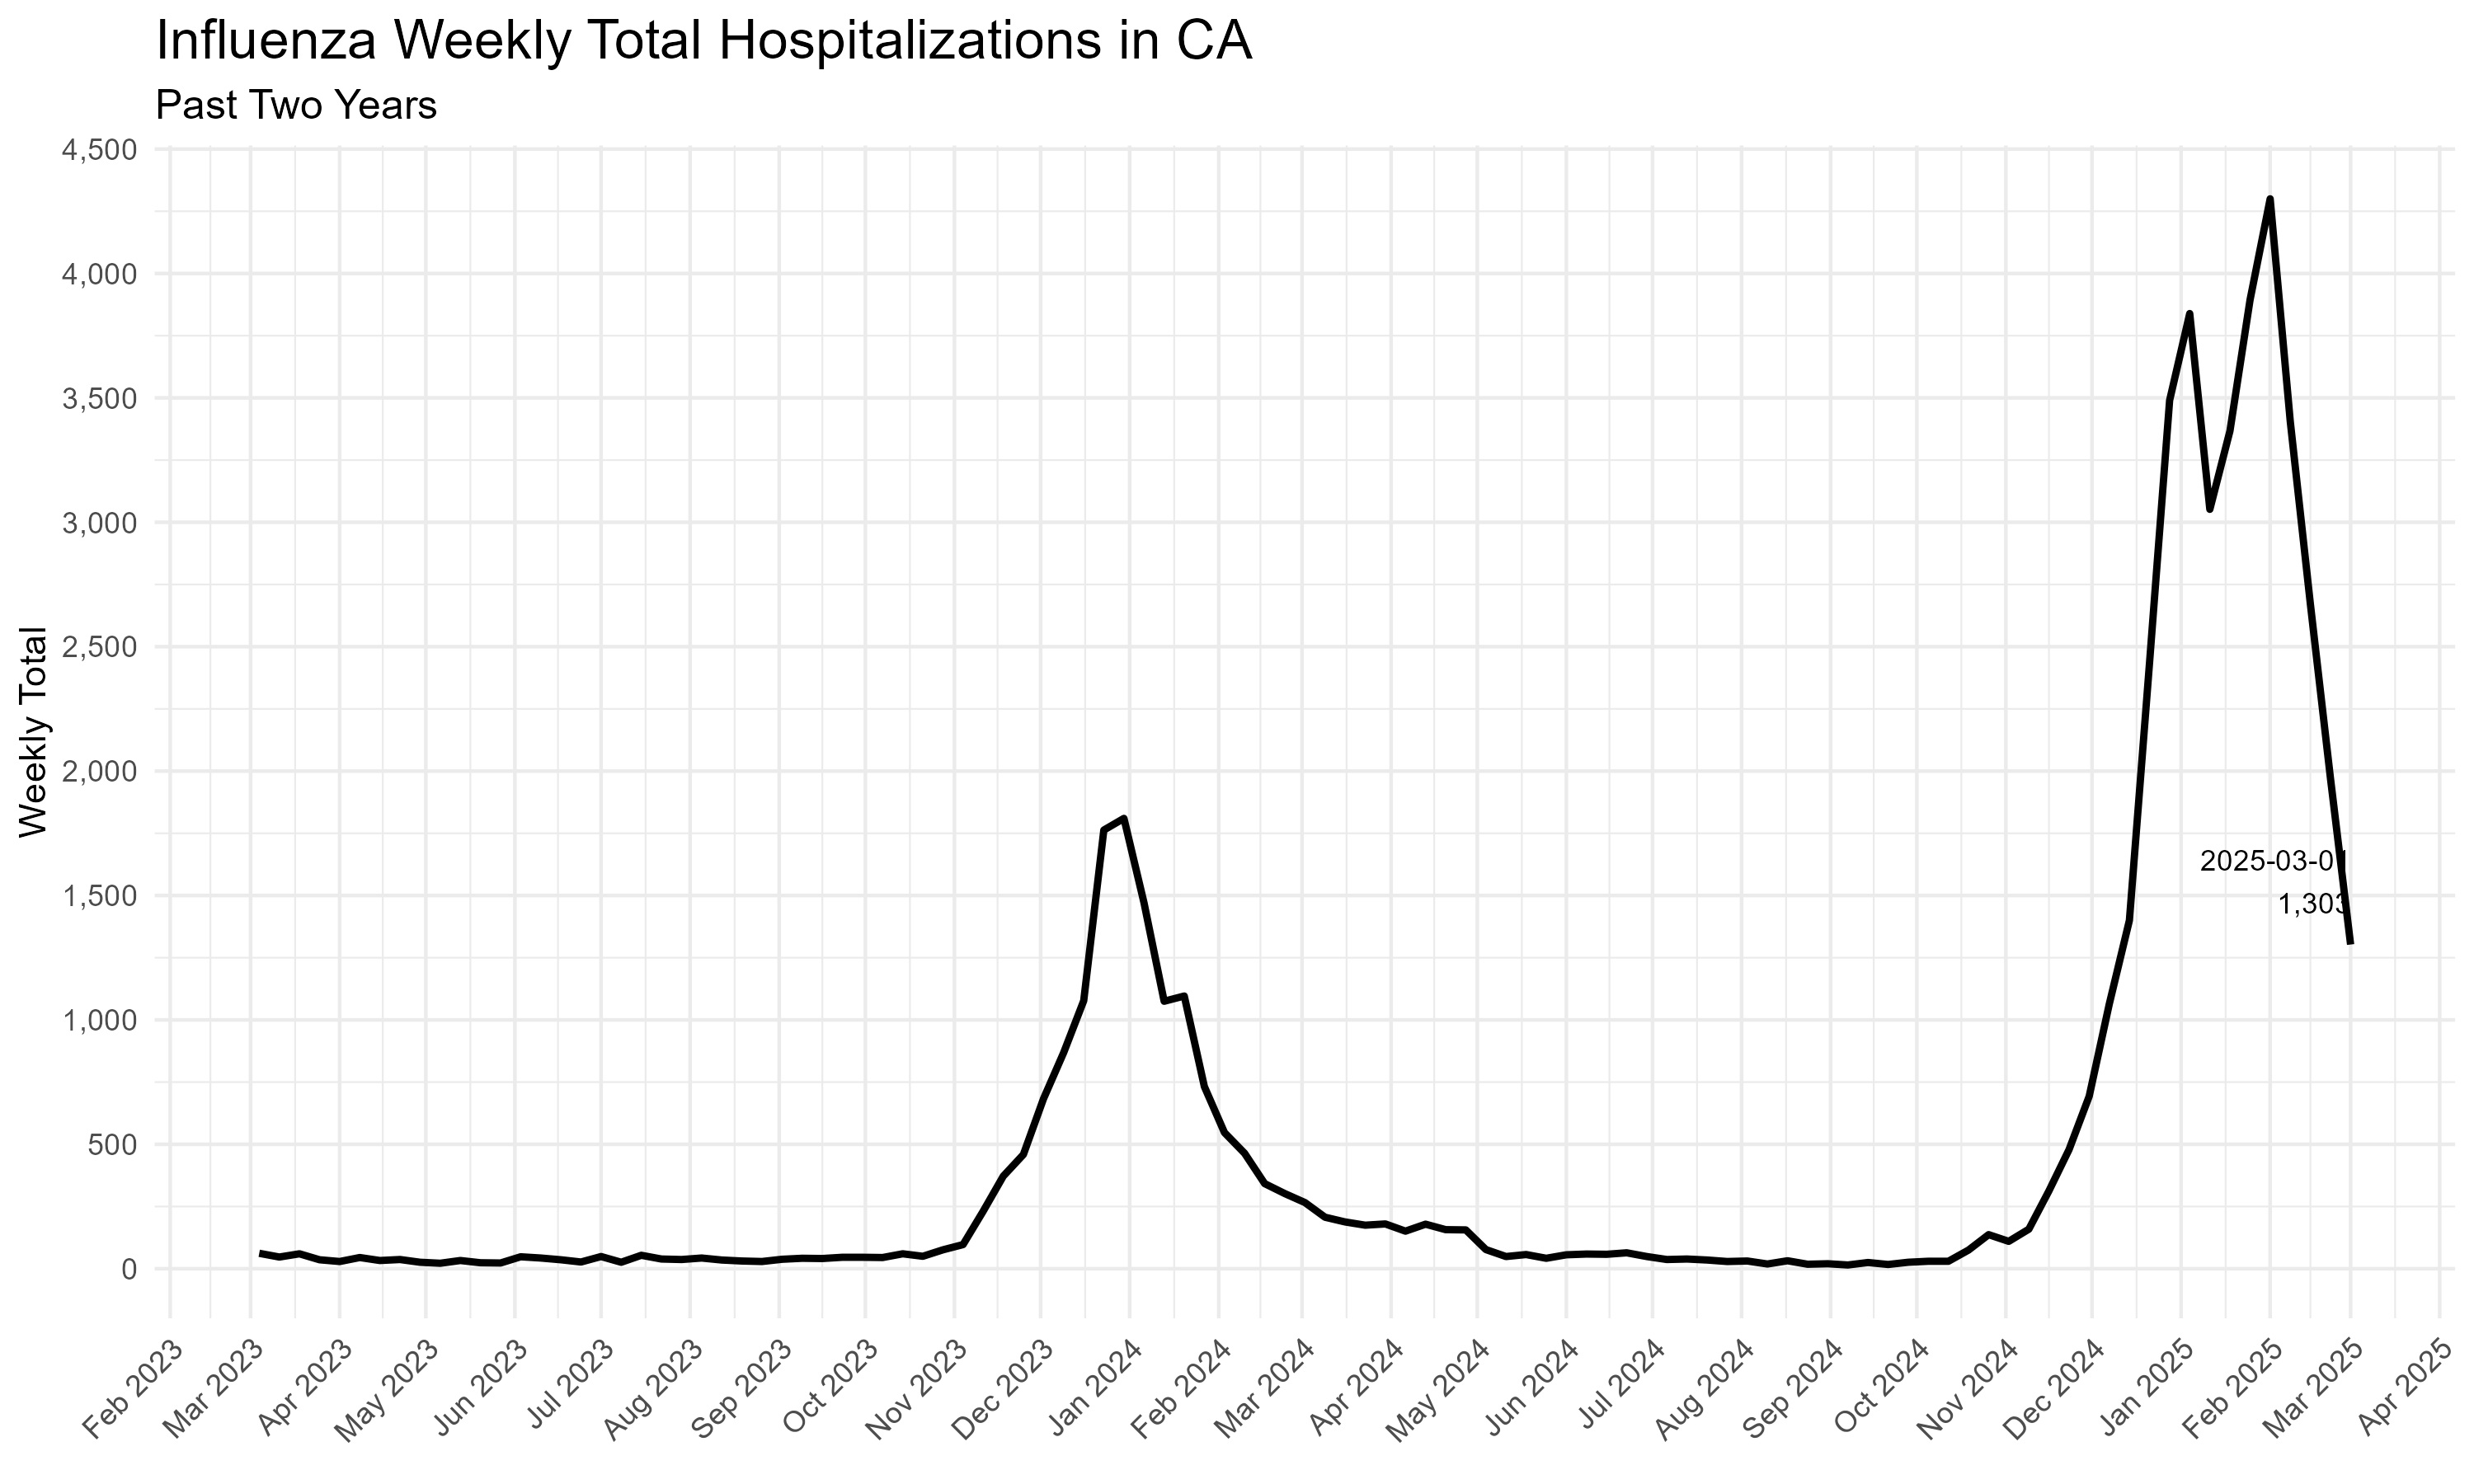 Influenza Weekly Total Hospitalizations in CA
Past Two Years
4,500
4,000
3,500
3,000
2,500
2,000
1,500
1,000
500
0
Weekly Total
2025-03-01
1,303
Feb 2023
Mar 2023
Apr 2023
May 2023
Jun 2023
Jul 2023
Aug 2023
Sep 2023
Oct 2023
Nov 2023
Dec 2023
Jan 2024
Feb 2024
Mar 2024
Apr 2024
May 2024
Jun 2024
Jul 2024
Aug 2024
Sep 2024
Oct 2024
Nov 2024
Dec 2024
Jan 2025
Feb 2025
Mar 2025
Apr 2025